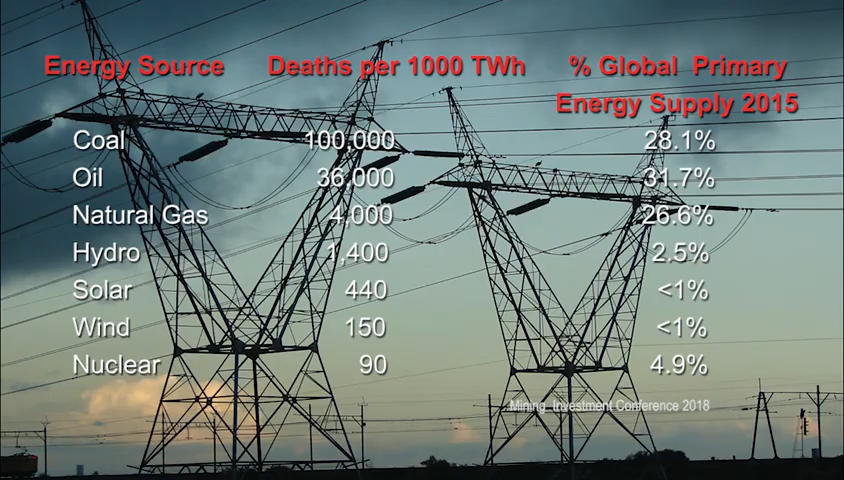 Energy Source Deaths per 1000 TWh % Global Primary
Energy Supply 2015
Coal 100,000 28.1%
Oil 36,000 31.7%
Natural Gas 4,000 26.6%
Hydro 1,400 2.5%
Solar 440 <1%
Wind 150 <1%
Nuclear 90 4.9%
Mining Investment Conference 2018